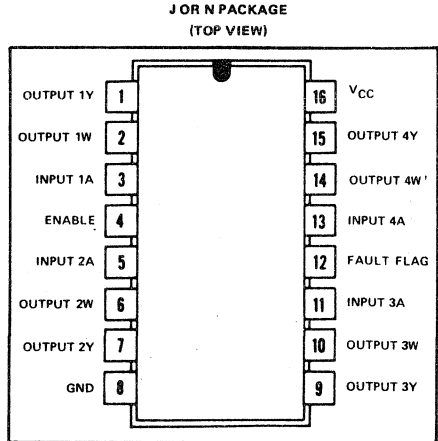 J OR N PACKAGE
(TOP VIEW)
OUTPUT 1Y 1 16 VCC
OUTPUT 1W 2 15 OUTPUT 4Y
INPUT 1A 3 14 OUTPUT 4W'
ENABLE 4 13 INPUT 4A
INPUT 2A 5 12 FAULT FLAG
OUTPUT 2W 6 11 INPUT 3A
OUTPUT 2Y 7 10 OUTPUT 3W
GND 8 9 OUTPUT 3Y